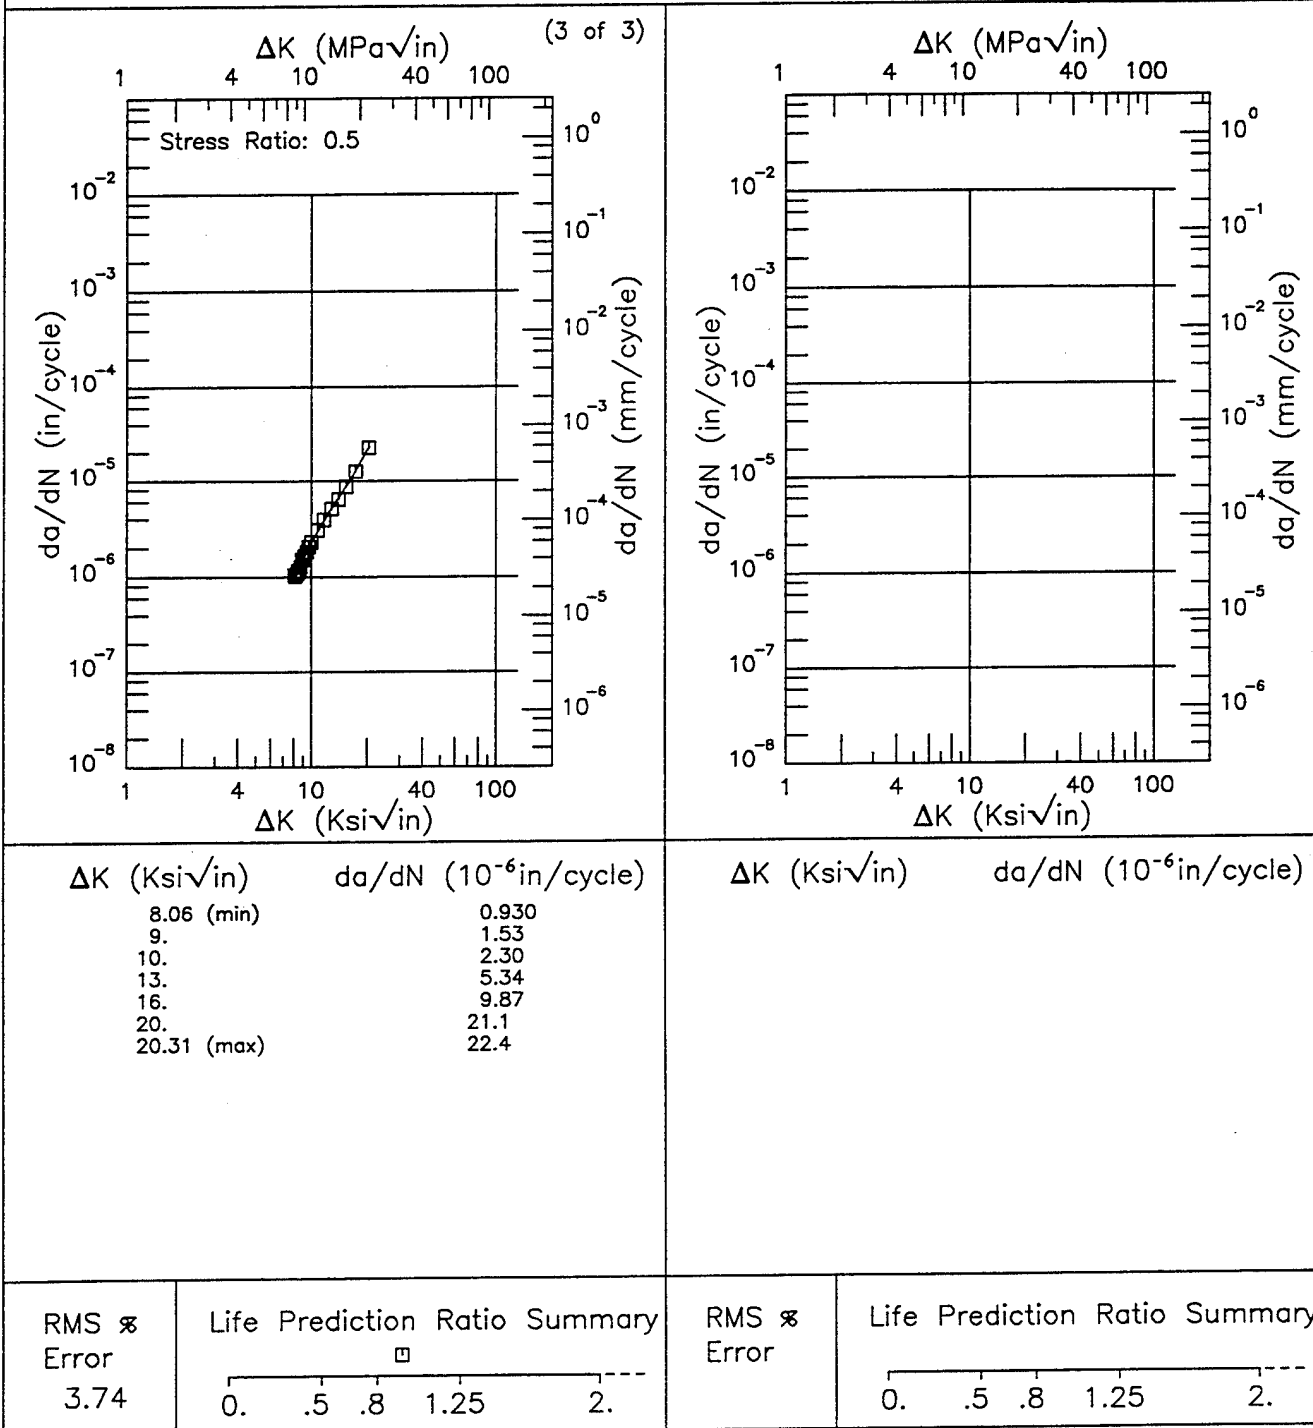 (3 of 3)
ΔK (MPa√in)
1 4 10 40 100
Stress Ratio: 0.5
da/dN (in/cycle)
10⁻²
10⁻³
10⁻⁴
10⁻⁵
10⁻⁶
10⁻⁷
10⁻⁸
10⁰
10⁻¹
10⁻²
10⁻³
10⁻⁴
10⁻⁵
10⁻⁶
da/dN (mm/cycle)
1 4 10 40 100
ΔK (Ksi√in)
ΔK (MPa√in)
1 4 10 40 100
da/dN (in/cycle)
10⁻²
10⁻³
10⁻⁴
10⁻⁵
10⁻⁶
10⁻⁷
10⁻⁸
10⁰
10⁻¹
10⁻²
10⁻³
10⁻⁴
10⁻⁵
10⁻⁶
da/dN (mm/cycle)
1 4 10 40 100
ΔK (Ksi√in)
ΔK (Ksi√in) da/dN (10⁻⁶in/cycle)
8.06 (min) 0.930
9. 1.53
10. 2.30
13. 5.34
16. 9.87
20. 21.1
20.31 (max) 22.4
ΔK (Ksi√in) da/dN (10⁻⁶in/cycle)
RMS %
Error
3.74
Life Prediction Ratio Summary
0. .5 .8 1.25 2.
RMS %
Error
Life Prediction Ratio Summary
0. .5 .8 1.25 2.